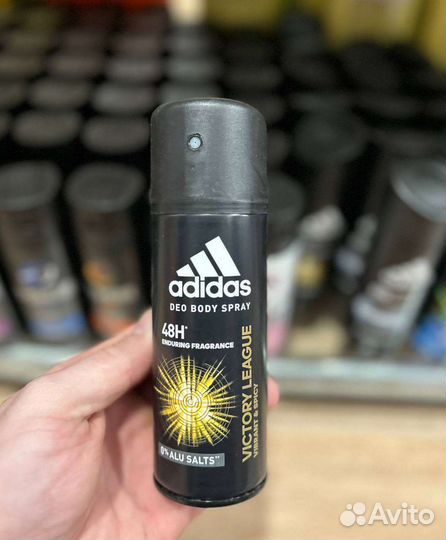 adidas
DEO BODY SPRAY
48H*
ENDURING FRAGRANCE
VICTORY LEAGUE
VIBRANT & SPICY
0% ALU SALTS**
Avito